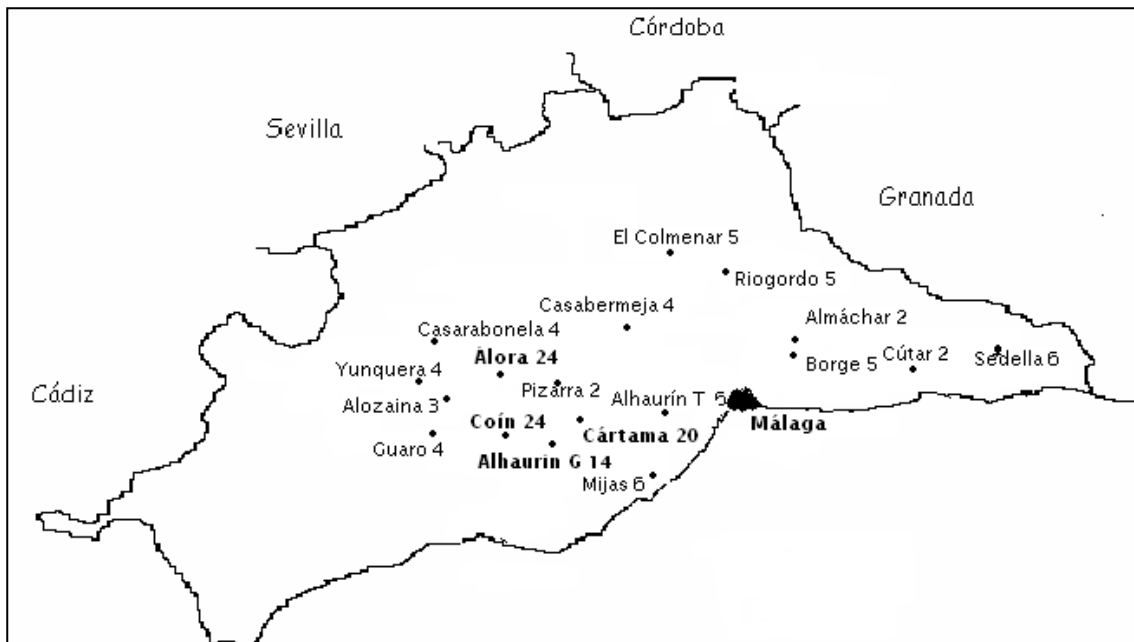 Córdoba
Sevilla
Granada
El Colmenar 5
Riogordo 5
Casabermeja 4
Almáchar 2
Casarabonela 4
Álora 24
Borge 5
Cútar 2
Sedella 6
Yunquera 4
Pizárra 2
Cádiz
Alozaina 3
Alhaurín T 6
Málaga
Coín 24
Cártama 20
Guaro 4
Alhaurin G 14
Mijas 6